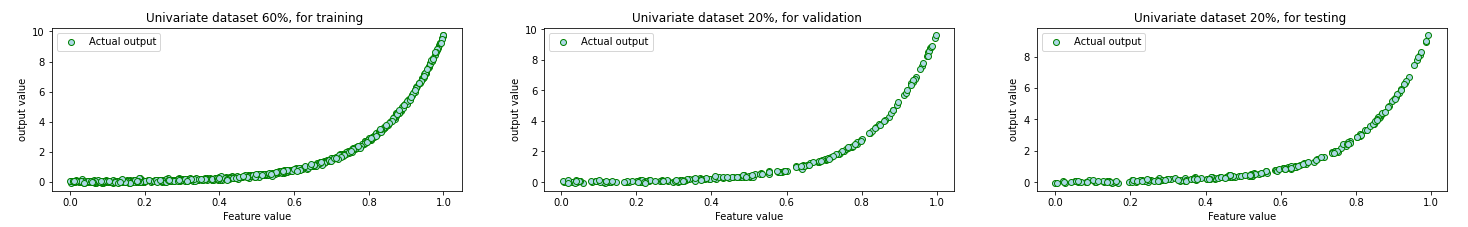 Univariate dataset 60%, for training
Actual output
output value
10
8
6
4
2
0
0.0 0.2 0.4 0.6 0.8 1.0
Feature value
Univariate dataset 20%, for validation
Actual output
output value
10
8
6
4
2
0
0.0 0.2 0.4 0.6 0.8 1.0
Feature value
Univariate dataset 20%, for testing
Actual output
output value
8
6
4
2
0
0.0 0.2 0.4 0.6 0.8 1.0
Feature value